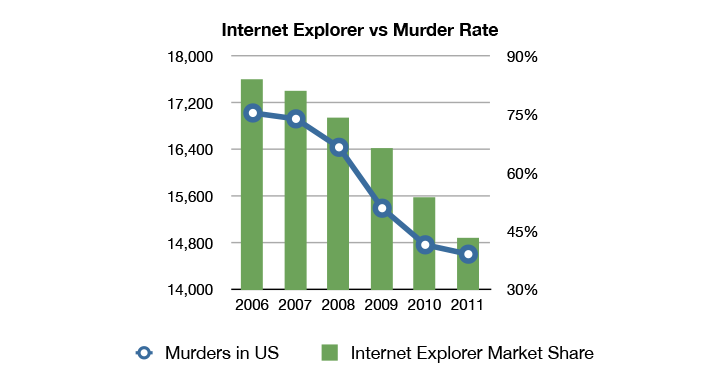 Internet Explorer vs Murder Rate
18,000
90%
17,200
75%
16,400
60%
15,600
45%
14,800
14,000
30%
2006 2007 2008 2009 2010 2011
Murders in US
Internet Explorer Market Share